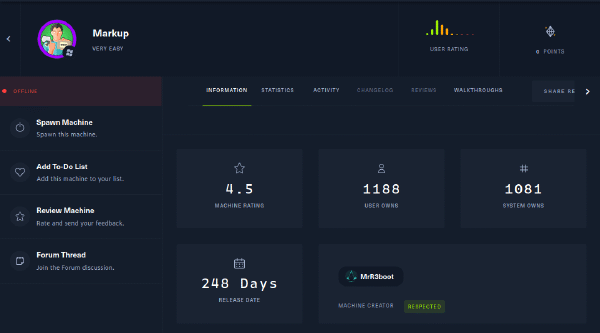 Markup
VERY EASY
USER RATING
0 POINTS
OFFLINE
INFORMATION STATISTICS ACTIVITY CHANGELOG REVIEWS WALKTHROUGHS SHARE RE
Spawn Machine
Spawn this machine.
Add To-Do List
Add this machine to your list.
Review Machine
Rate and send your feedback.
Forum Thread
Join the Forum discussion.
4.5
MACHINE RATING
1188
USER OWNS
1081
SYSTEM OWNS
248 Days
RELEASE DATE
MrR3boot
MACHINE CREATOR RESPECTED